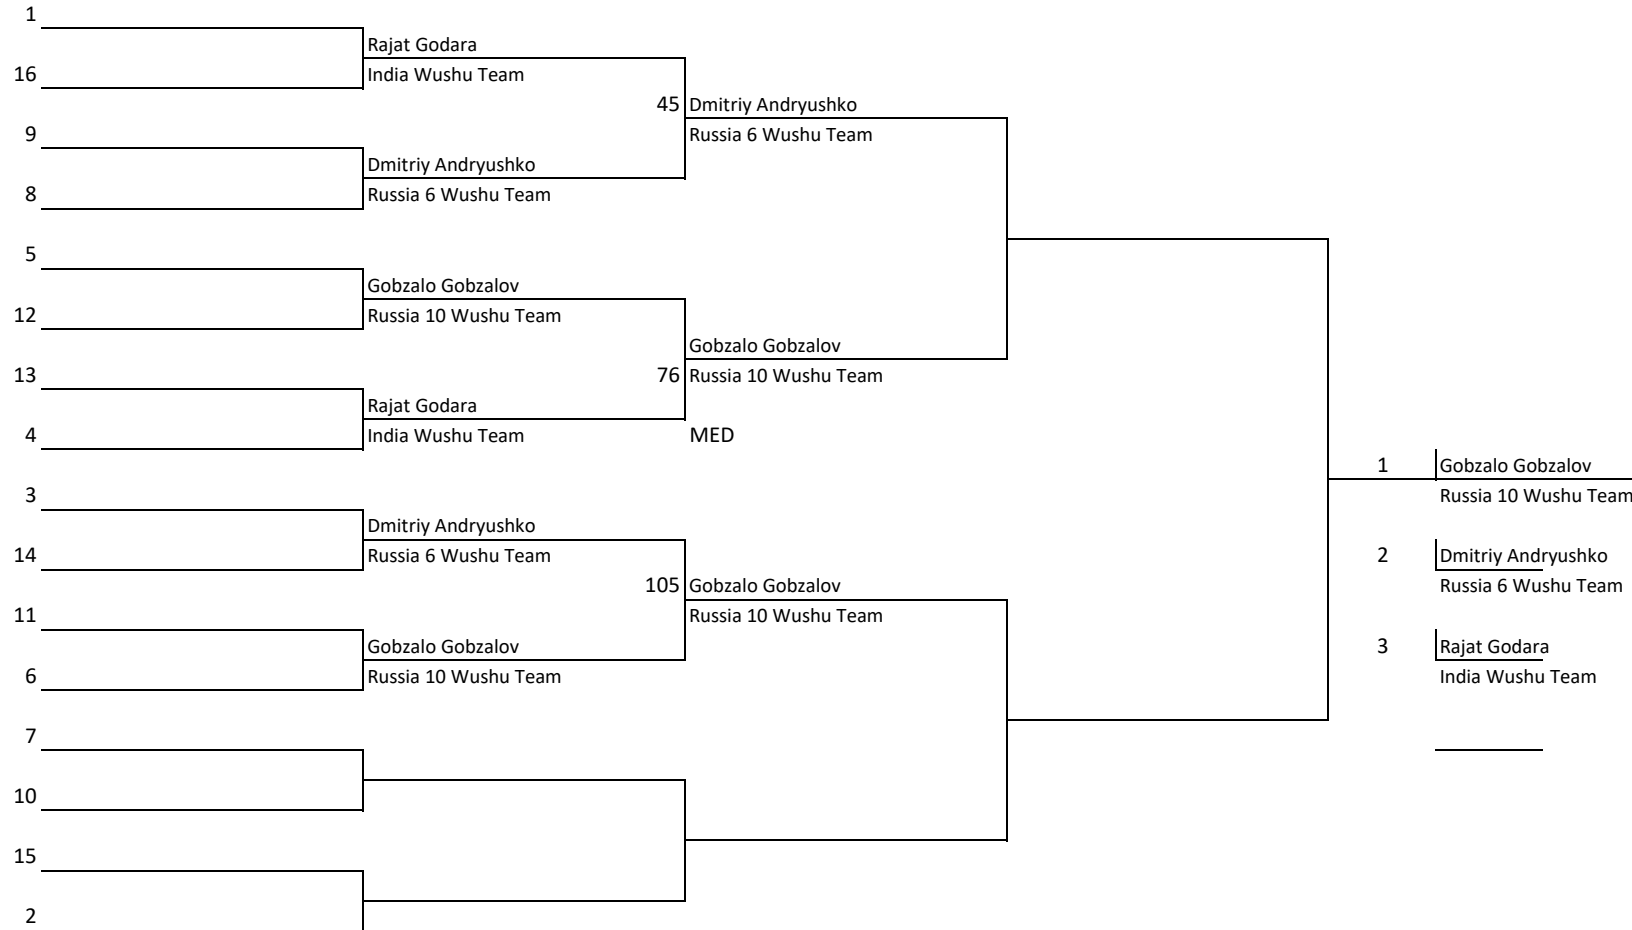 1
Rajat Godara
16
India Wushu Team
45
Dmitriy Andryushko
9
Russia 6 Wushu Team
Dmitriy Andryushko
8
Russia 6 Wushu Team
5
Gobzalo Gobzalov
12
Russia 10 Wushu Team
Gobzalo Gobzalov
13
76
Russia 10 Wushu Team
Rajat Godara
4
India Wushu Team
MED
1
Gobzalo Gobzalov
3
Russia 10 Wushu Team
Dmitriy Andryushko
14
Russia 6 Wushu Team
2
Dmitriy Andryushko
105
Gobzalo Gobzalov
Russia 6 Wushu Team
11
Russia 10 Wushu Team
Gobzalo Gobzalov
3
Rajat Godara
6
Russia 10 Wushu Team
India Wushu Team
7
10
15
2